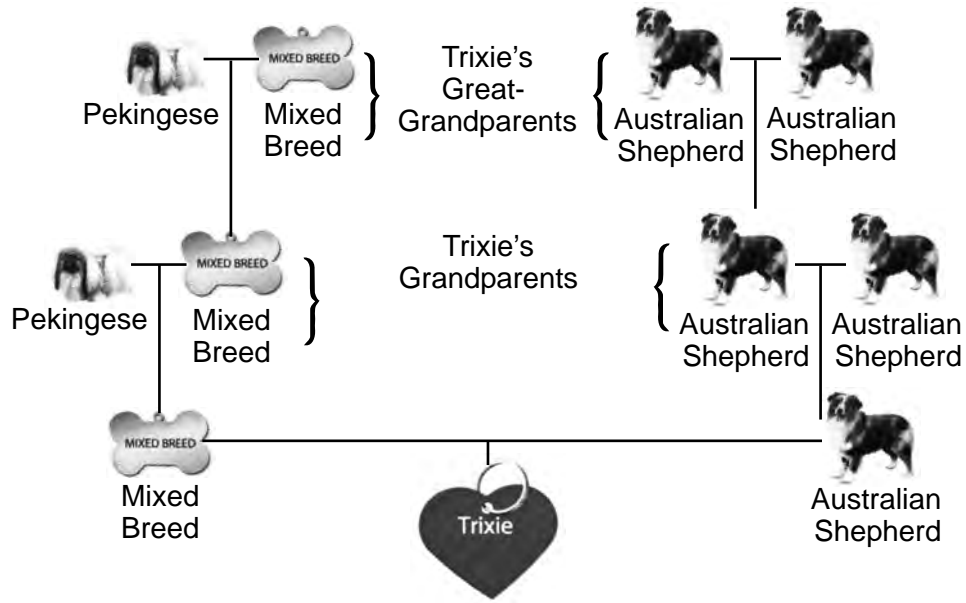 MIXED BREED
Pekingese
Mixed
Breed
Trixie's
Great-
Grandparents
Australian
Shepherd
Australian
Shepherd
MIXED BREED
Pekingese
Mixed
Breed
Trixie's
Grandparents
Australian
Shepherd
Australian
Shepherd
MIXED BREED
Mixed
Breed
Trixie
Australian
Shepherd